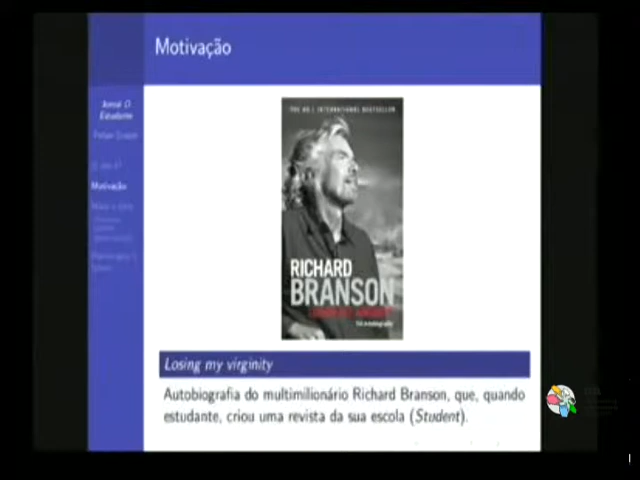 Motivação
Jornal O
Estudante
Motivação
THE NO.1 INTERNATIONAL BESTSELLER
RICHARD
BRANSON
Losing my virginity
Autobiografia do multimilionário Richard Branson, que, quando
estudante, criou uma revista da sua escola (Student).